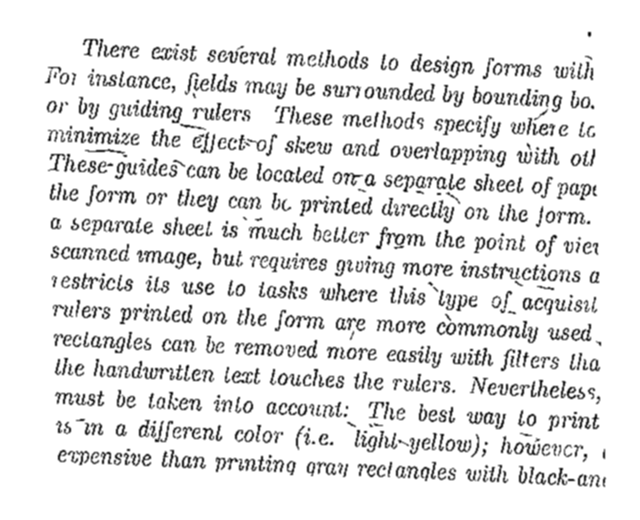 There exist several methods to design forms with
For instance, fields may be surrounded by bounding bo
or by guiding rulers These methods specify where to
minimize the effect of skew and overlapping with oth
These guides can be located on a separate sheet of pape
the form or they can be printed directly on the form.
a separate sheet is much better from the point of view
scanned image, but requires giving more instructions a
restricts its use to tasks where this type of acquisit
rulers printed on the form are more commonly used
rectangles can be removed more easily with filters tha
the handwritten text touches the rulers. Nevertheless,
must be taken into account: The best way to print
is in a different color (i.e. light yellow); however,
expensive than printing gray rectangles with black-and